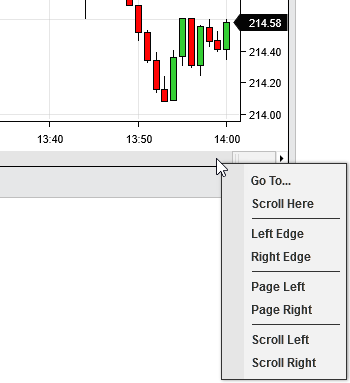 214.58
214.40
214.20
214.00
13:40 13:50 14:00
Go To...
Scroll Here
Left Edge
Right Edge
Page Left
Page Right
Scroll Left
Scroll Right